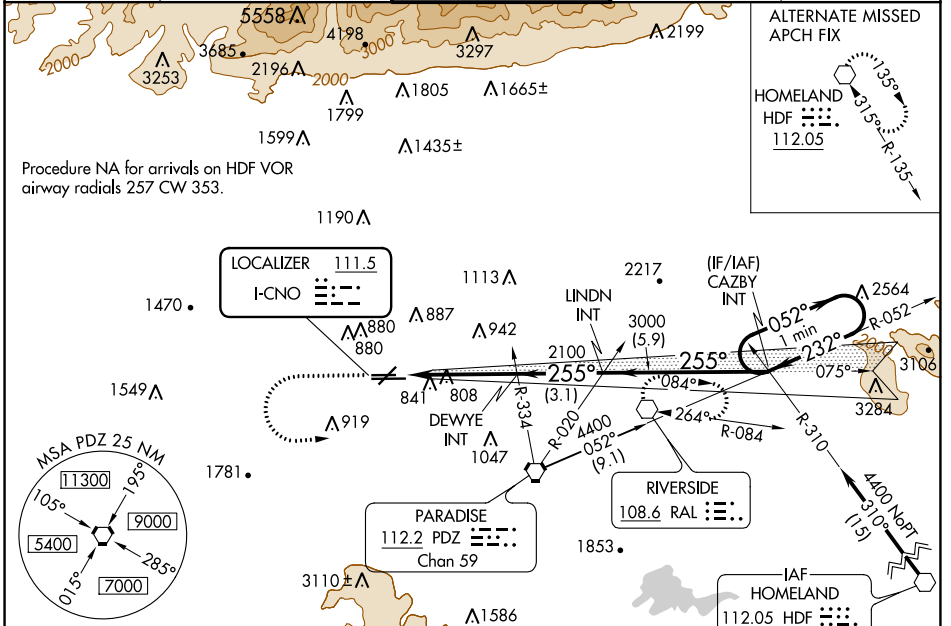 5558
3685
4198
3000
3297
2199
2000
3253
2196
2000
1799
1805
1665±
1599
1435±
ALTERNATE MISSED
APCH FIX
HOMELAND
HDF
112.05
135°
315°
R-135
Procedure NA for arrivals on HDF VOR
airway radials 257 CW 353.
1190
LOCALIZER 111.5
I-CNO
1470
880
880
887
1113
942
2217
LINDN
INT
(IF/IAF)
CAZBY
INT
2564
R-052
052°
1 min
232°
2000
3106
3000
(5.9)
2100
255°
255°
(3.1)
075°
3284
1549
841
808
919
DEWYE
INT
R-334
R-020
084°
264°
R-084
R-310
1047
4400
052°
(9.1)
4400 NoPT
310°
(15)
1781
MSA PDZ 25 NM
11300
105°
195°
9000
5400
015°
285°
7000
PARADISE
112.2 PDZ
Chan 59
RIVERSIDE
108.6 RAL
1853
3110±
1586
IAF
HOMELAND
112.05 HDF